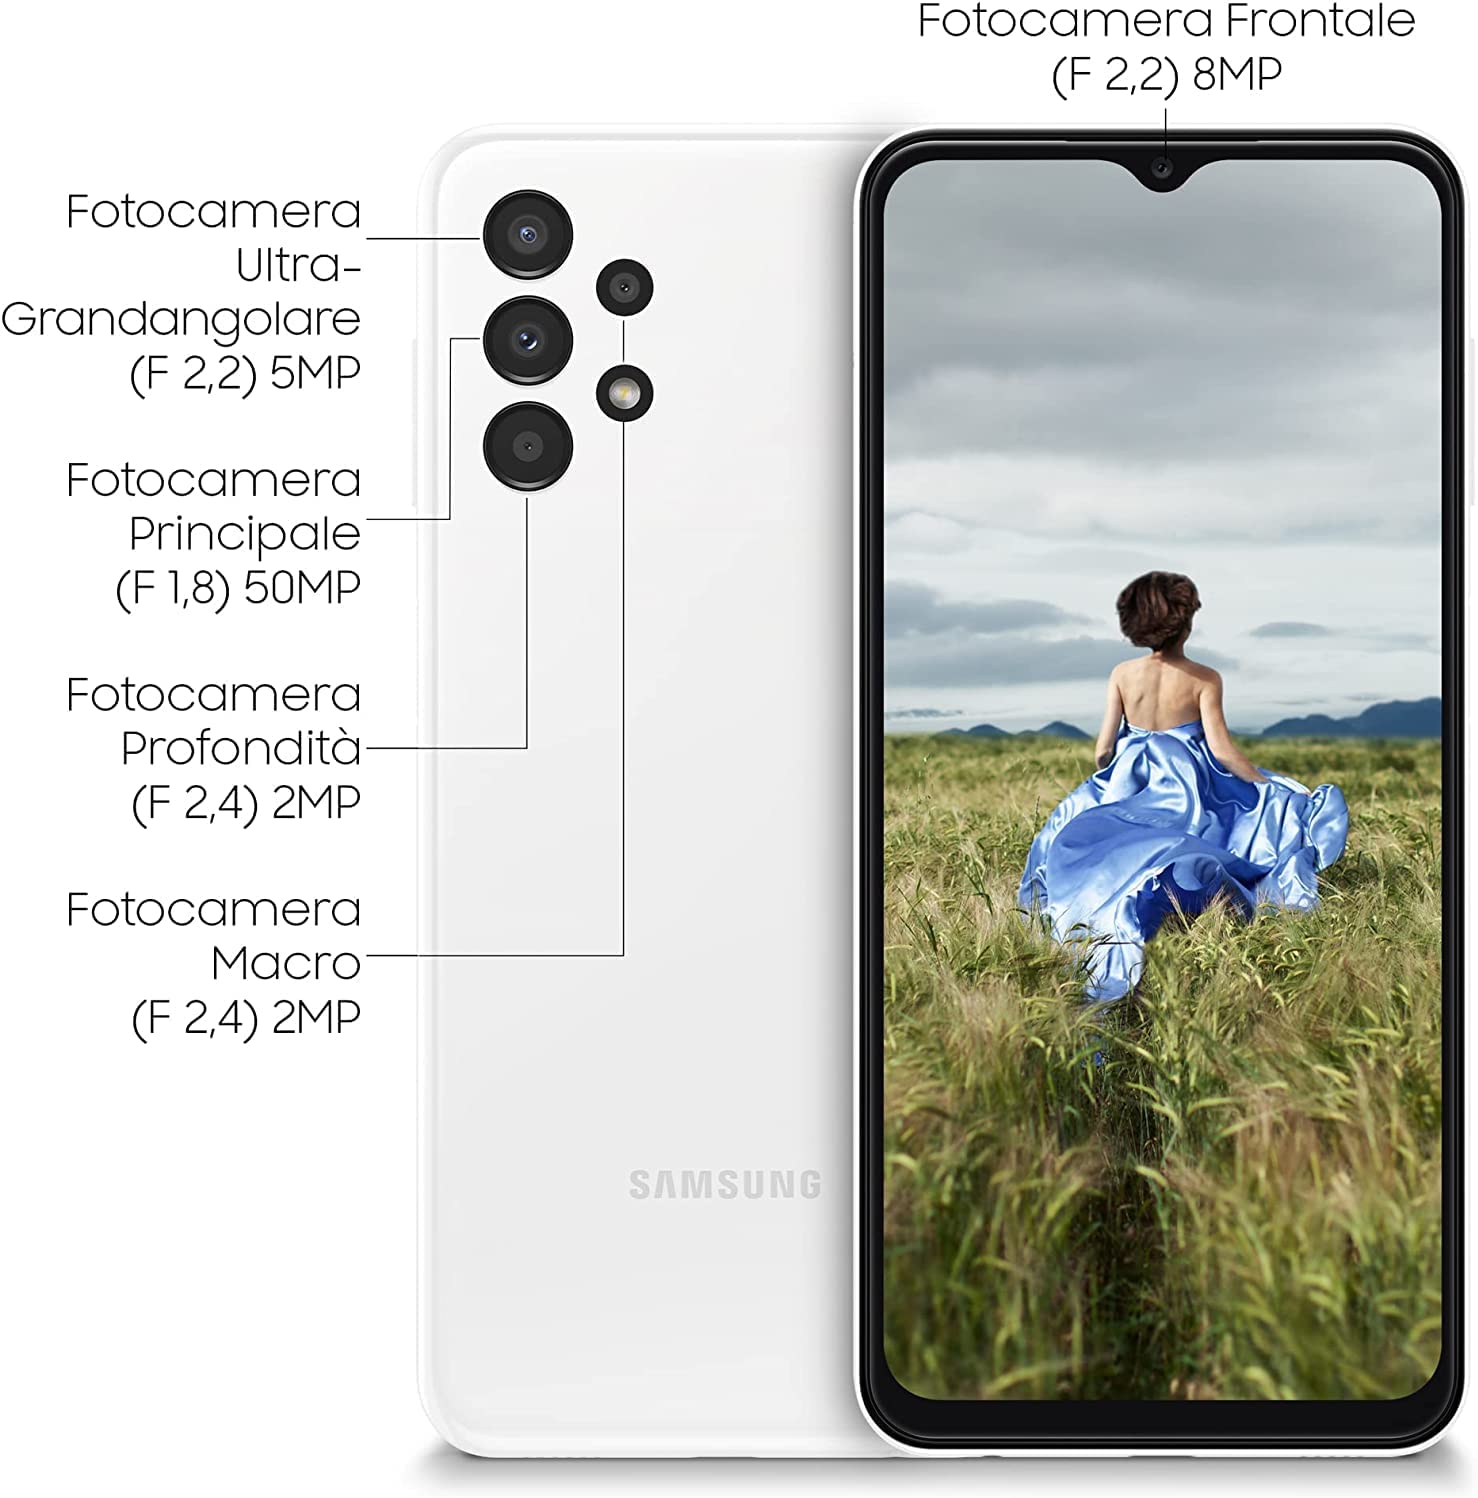 Fotocamera Frontale
(F 2,2) 8MP
Fotocamera
Ultra-
Grandangolare
(F 2,2) 5MP
Fotocamera
Principale
(F 1,8) 50MP
Fotocamera
Profondità
(F 2,4) 2MP
Fotocamera
Macro
(F 2,4) 2MP
SAMSUNG